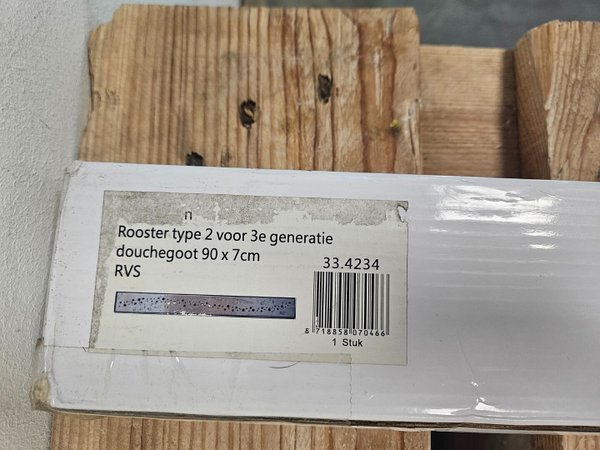 n
Rooster type 2 voor 3e generatie
douchegoot 90 x 7cm
RVS
33.4234
8 718858 070466
1 Stuk